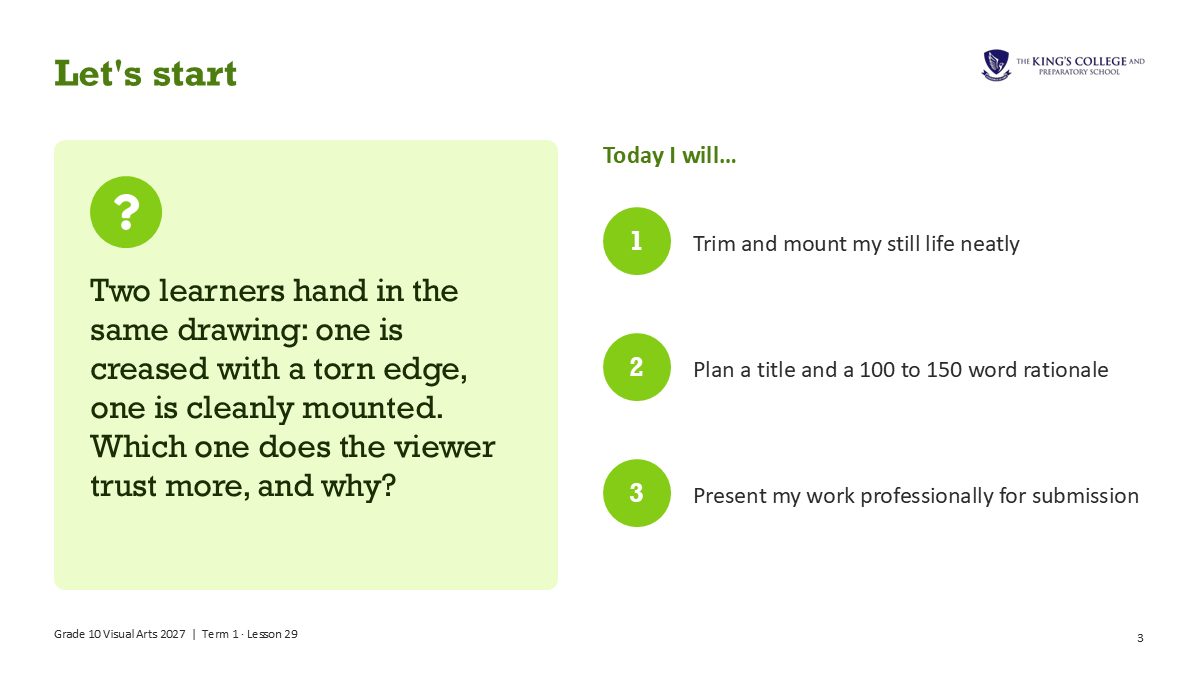 Let's start
THE KING'S COLLEGE AND
PREPARATORY SCHOOL
?
Two learners hand in the
same drawing: one is
creased with a torn edge,
one is cleanly mounted.
Which one does the viewer
trust more, and why?
Today I will...
1 Trim and mount my still life neatly
2 Plan a title and a 100 to 150 word rationale
3 Present my work professionally for submission
Grade 10 Visual Arts 2027 | Term 1 · Lesson 29
3